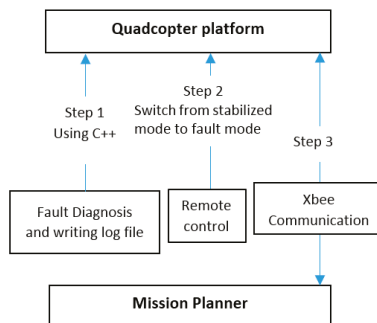 Quadcopter platform
Step 1
Using C++
Step 2
Switch from stabilized
mode to fault mode
Step 3
Fault Diagnosis
and writing log file
Remote
control
Xbee
Communication
Mission Planner